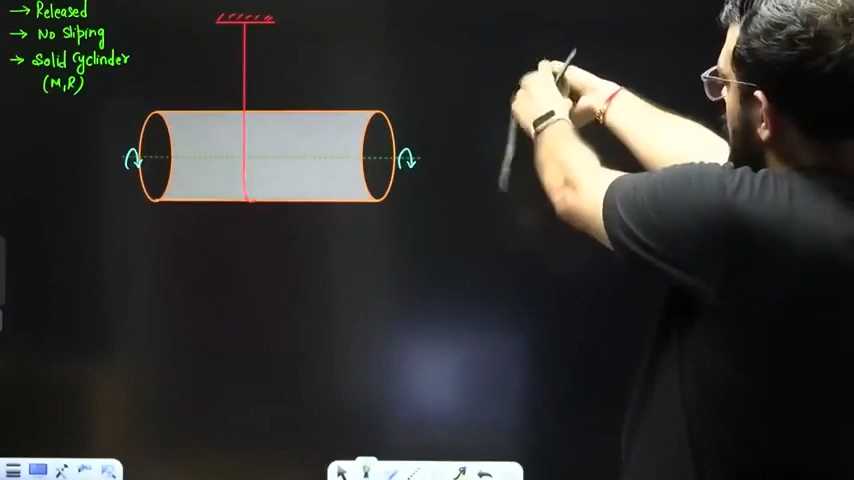 → Released
→ No Sliping
→ Solid Cylinder
(M,R)